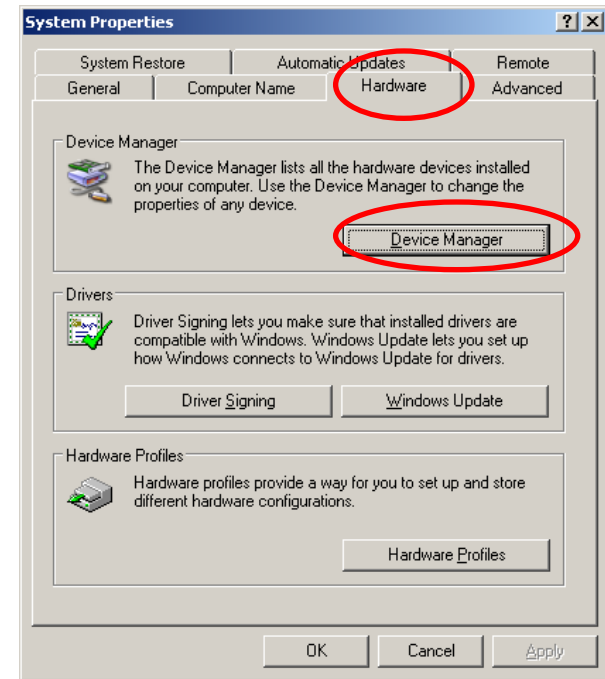 System Properties
System Restore Automatic Updates Remote
General Computer Name Hardware Advanced
Device Manager
The Device Manager lists all the hardware devices installed
on your computer. Use the Device Manager to change the
properties of any device.
Device Manager
Drivers
Driver Signing lets you make sure that installed drivers are
compatible with Windows. Windows Update lets you set up
how Windows connects to Windows Update for drivers.
Driver Signing Windows Update
Hardware Profiles
Hardware profiles provide a way for you to set up and store
different hardware configurations.
Hardware Profiles
OK Cancel Apply